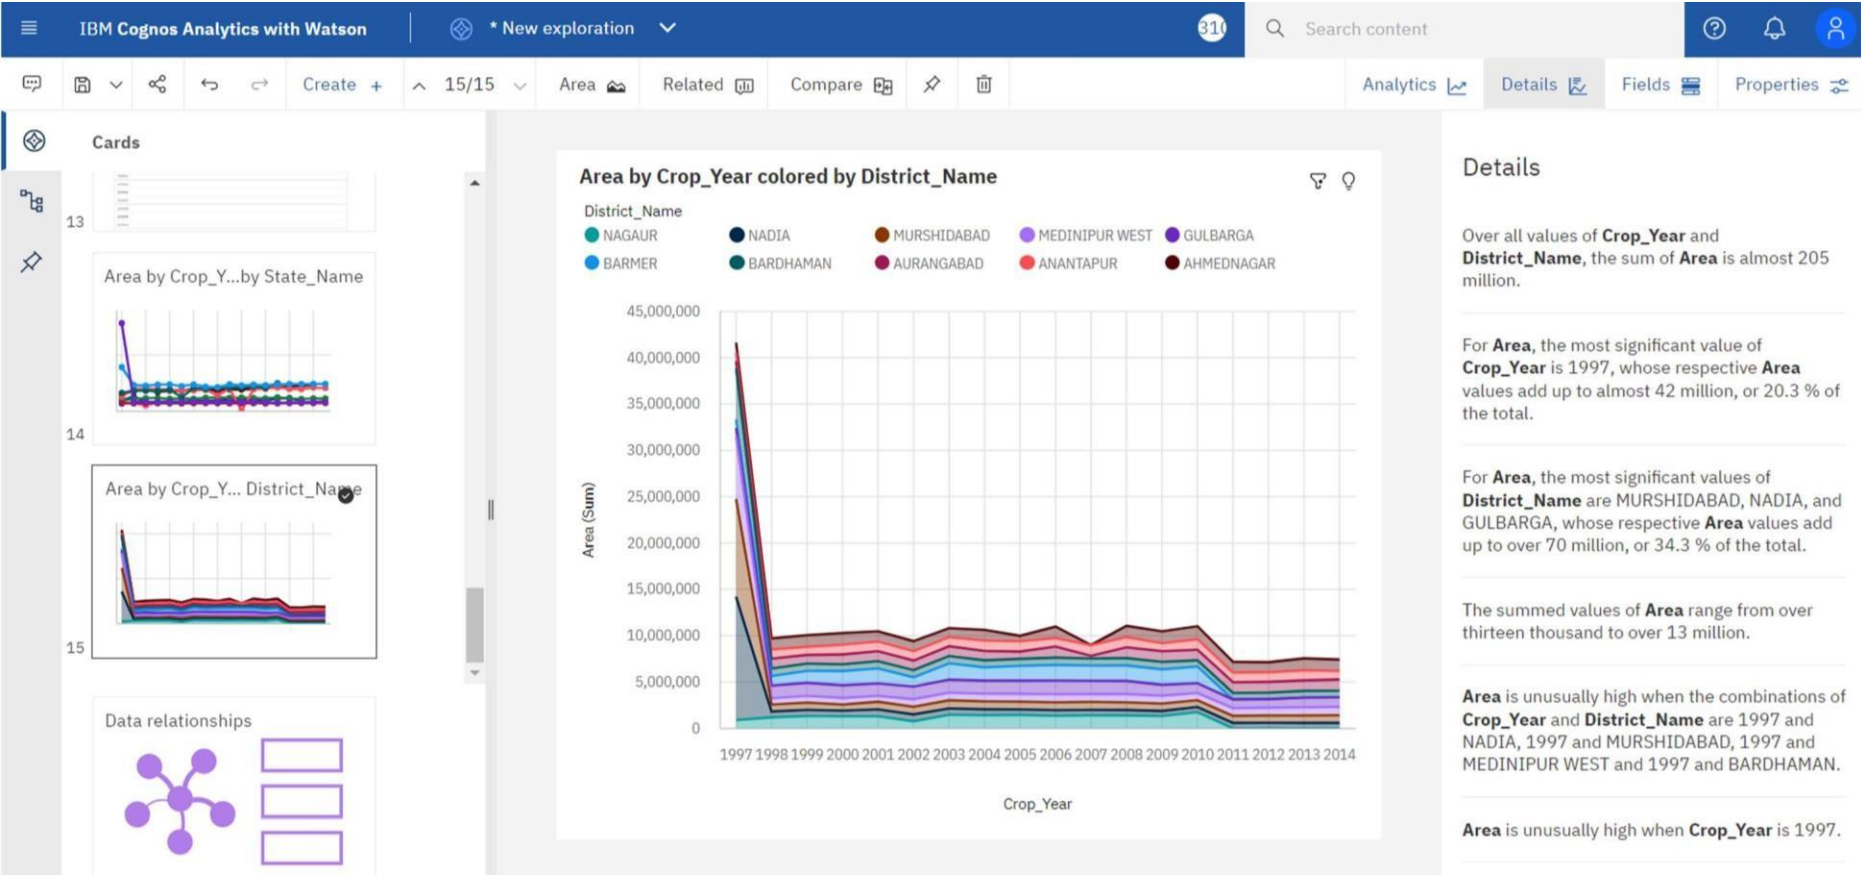 IBM Cognos Analytics with Watson
* New exploration
310
Search content
Create +
15/15
Area
Related
Compare
Analytics
Details
Fields
Properties
Cards
13
Area by Crop_Y...by State_Name
14
Area by Crop_Y... District_Name
15
Data relationships
Area by Crop_Year colored by District_Name
District_Name
NAGAUR NADIA MURSHIDABAD MEDINIPUR WEST GULBARGA
BARMER BARDHAMAN AURANGABAD ANANTAPUR AHMEDNAGAR
45,000,000
40,000,000
35,000,000
30,000,000
25,000,000
20,000,000
15,000,000
10,000,000
5,000,000
0
Area (Sum)
1997 1998 1999 2000 2001 2002 2003 2004 2005 2006 2007 2008 2009 2010 2011 2012 2013 2014
Crop_Year
Details
Over all values of Crop_Year and
District_Name, the sum of Area is almost 205
million.
For Area, the most significant value of
Crop_Year is 1997, whose respective Area
values add up to almost 42 million, or 20.3 % of
the total.
For Area, the most significant values of
District_Name are MURSHIDABAD, NADIA, and
GULBARGA, whose respective Area values add
up to over 70 million, or 34.3 % of the total.
The summed values of Area range from over
thirteen thousand to over 13 million.
Area is unusually high when the combinations of
Crop_Year and District_Name are 1997 and
NADIA, 1997 and MURSHIDABAD, 1997 and
MEDINIPUR WEST and 1997 and BARDHAMAN.
Area is unusually high when Crop_Year is 1997.